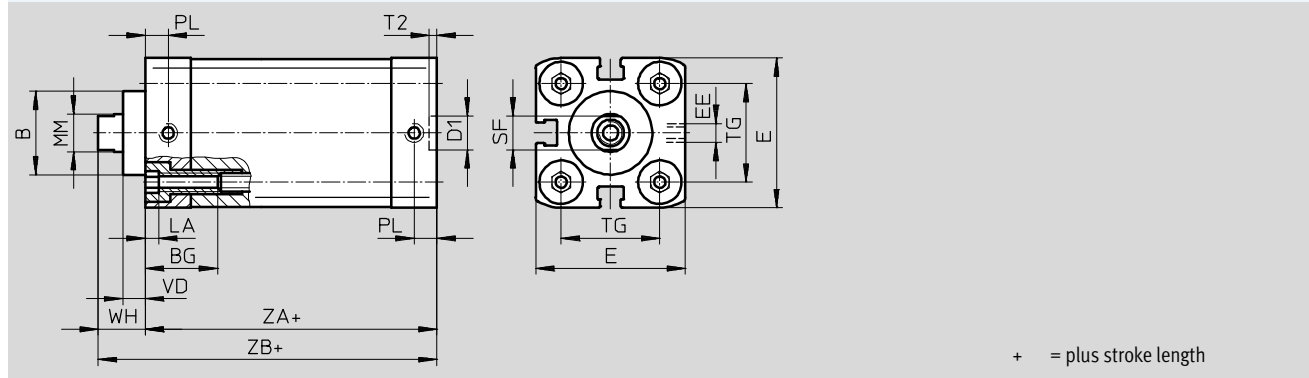 PL
T2
B
MM
D1
SF
EE
TG
E
LA
BG
VD
WH
PL
ZA+
ZB+
TG
E
+ = plus stroke length